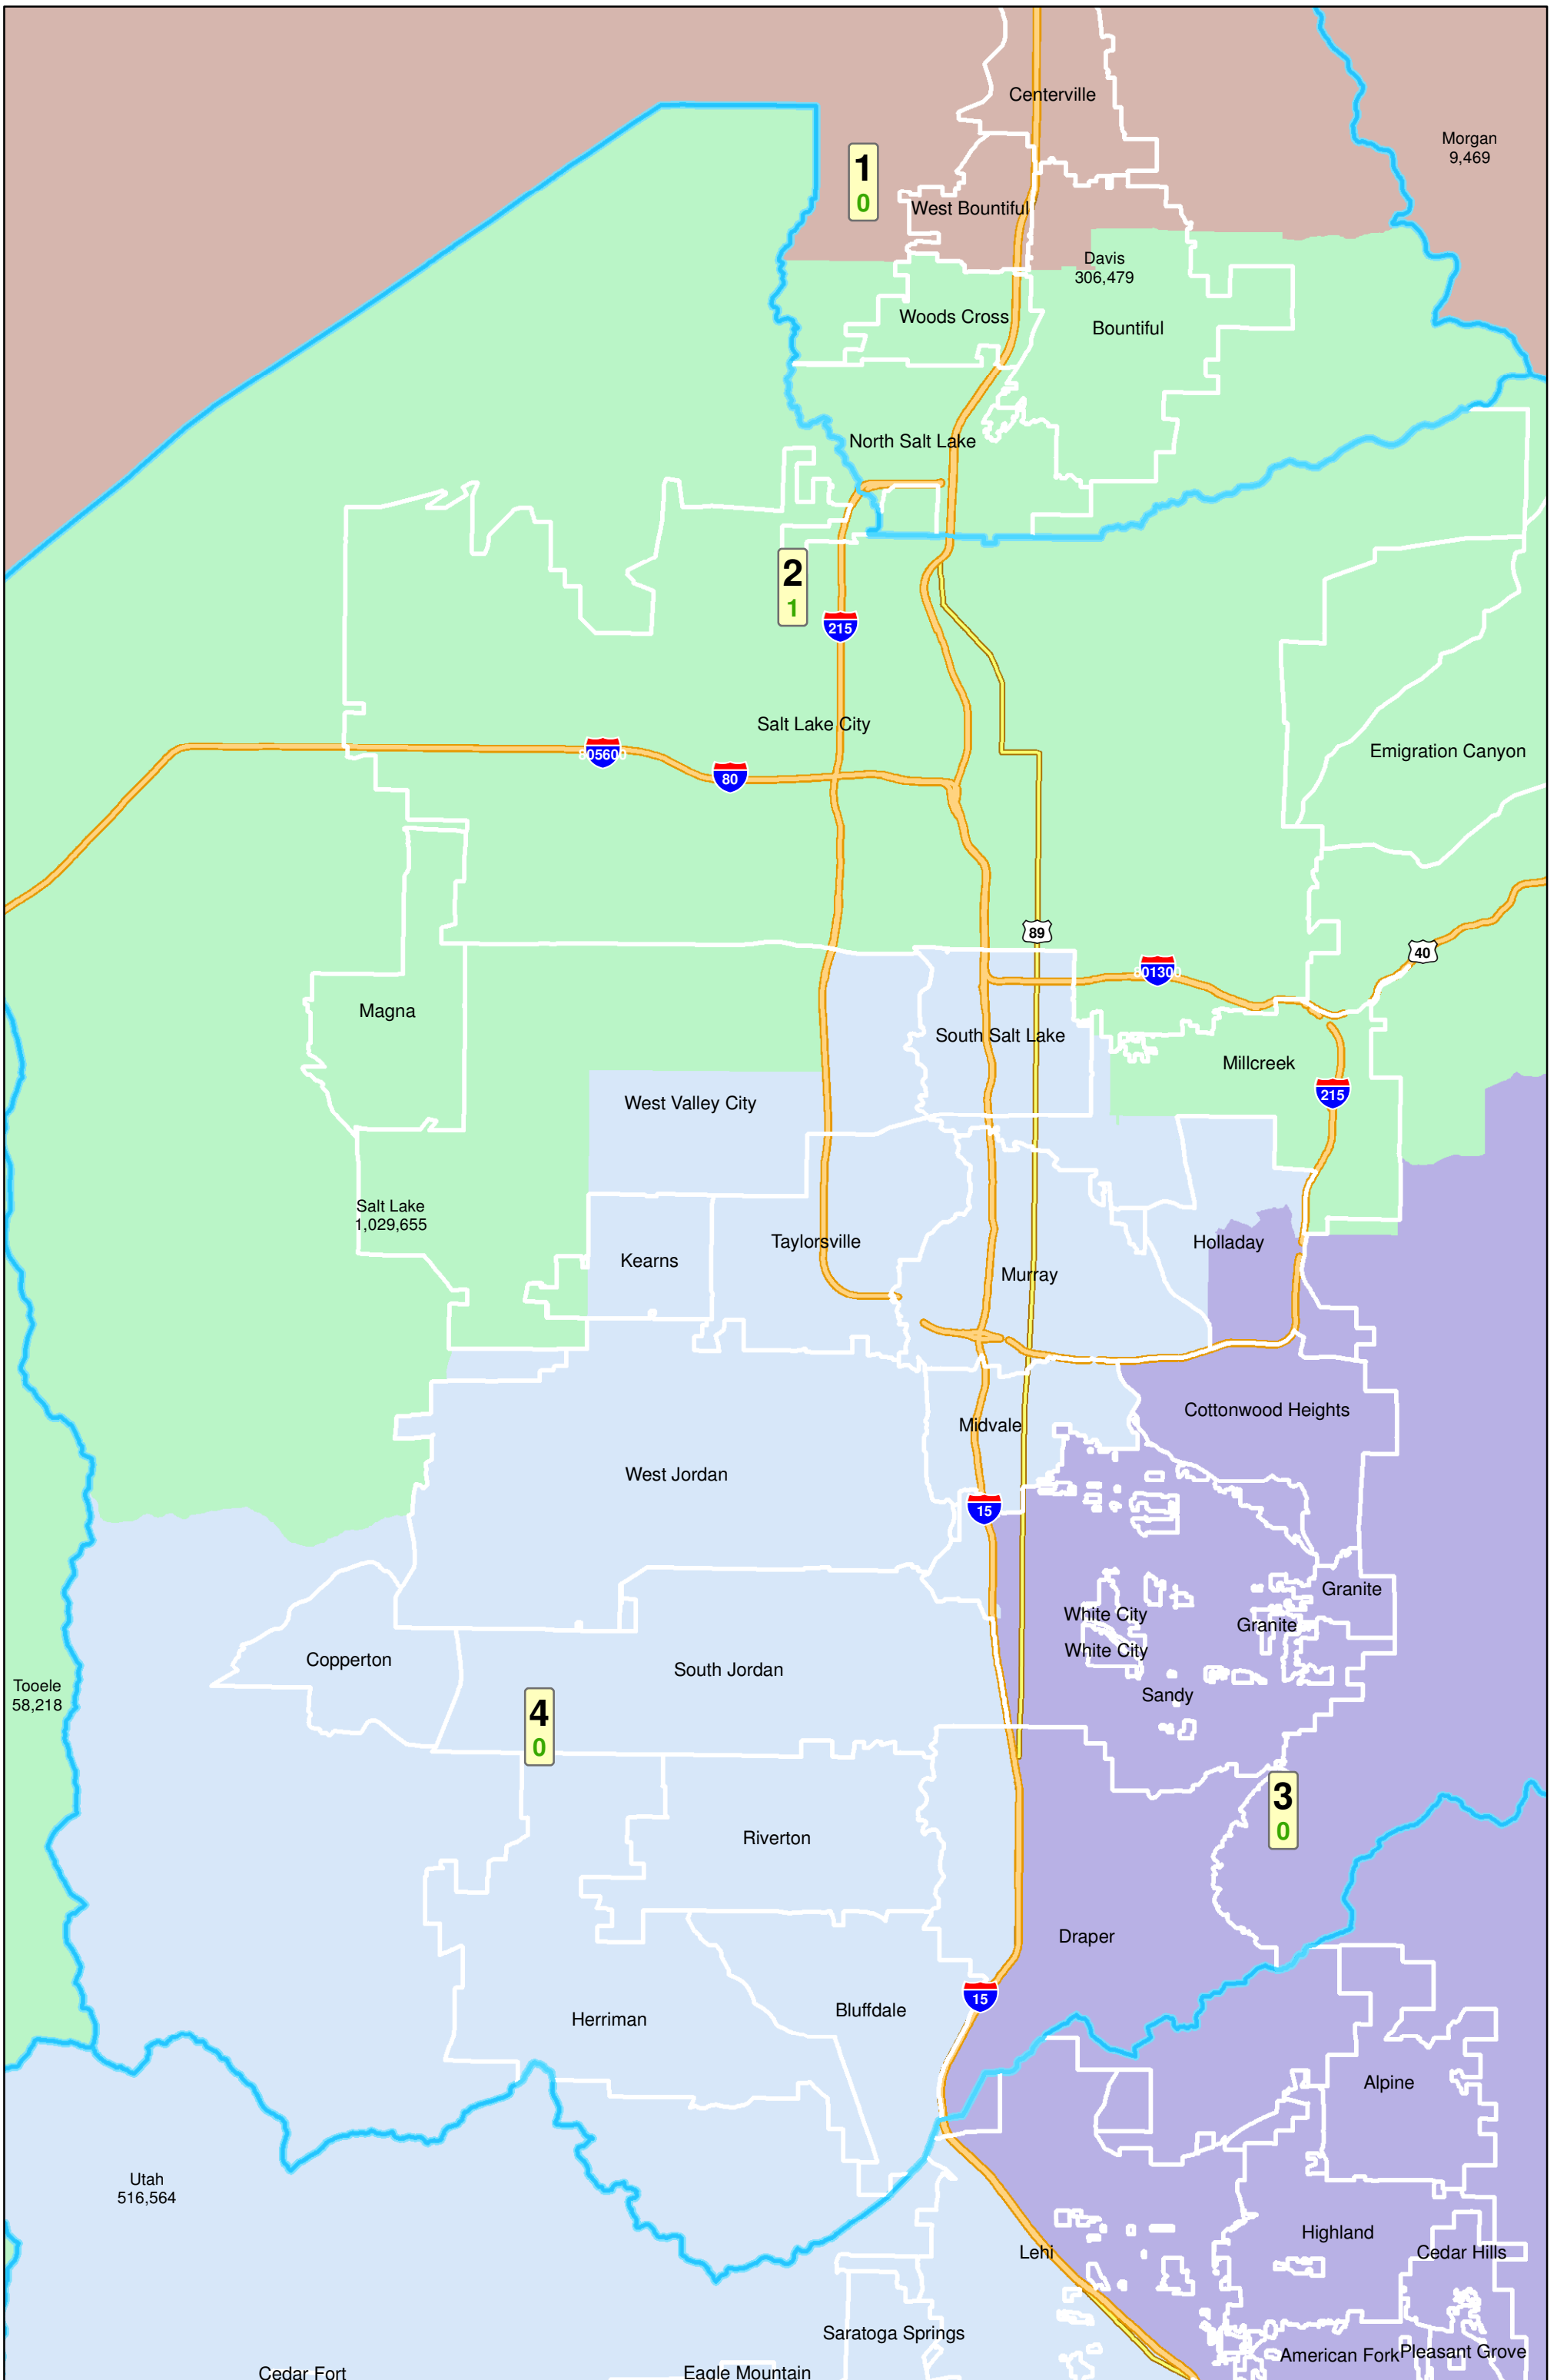 Centerville
Morgan
9,469
1
0
West Bountiful
Davis
306,479
Woods Cross
Bountiful
North Salt Lake
2
1
215
Salt Lake City
Emigration Canyon
80
89
40
Magna
South Salt Lake
Millcreek
215
West Valley City
Salt Lake
1,029,655
Taylorsville
Holladay
Kearns
Murray
Cottonwood Heights
Midvale
West Jordan
15
Granite
White City
Granite
White City
Copperton
South Jordan
Tooele
58,218
Sandy
4
0
3
0
Riverton
Draper
15
Bluffdale
Herriman
Alpine
Utah
516,564
Highland
Lehi
Cedar Hills
Saratoga Springs
American Fork
Pleasant Grove
Cedar Fort
Eagle Mountain